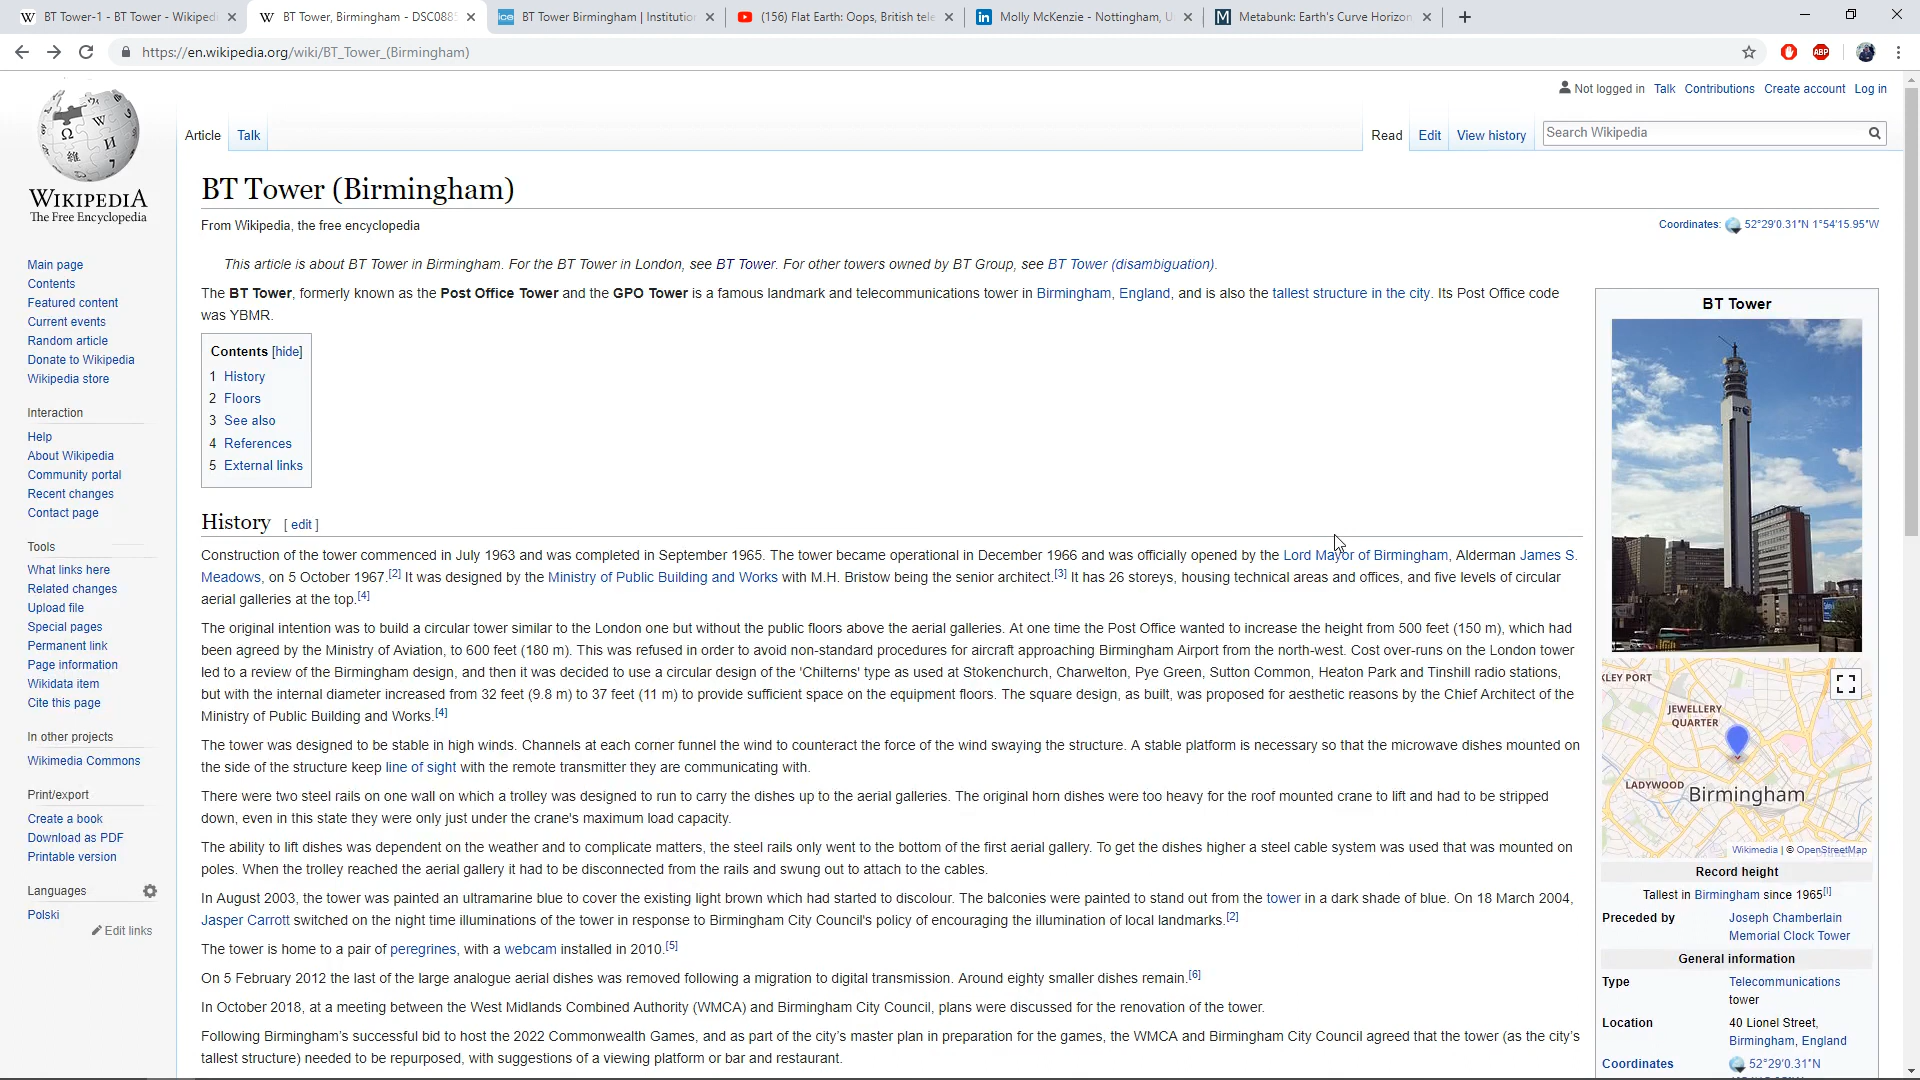 BT Tower-1 - BT Tower - Wikipedi
BT Tower, Birmingham - DSC088
BT Tower Birmingham | Institution
(156) Flat Earth: Oops, British tele
Molly McKenzie - Nottingham, U
Metabunk: Earth's Curve Horizon
https://en.wikipedia.org/wiki/BT_Tower_(Birmingham)
ABP
WIKIPEDIA
The Free Encyclopedia
Not logged in Talk Contributions Create account Log in
Article Talk
Read Edit View history Search Wikipedia
Main page
Contents
Featured content
Current events
Random article
Donate to Wikipedia
Wikipedia store
Interaction
Help
About Wikipedia
Community portal
Recent changes
Contact page
Tools
What links here
Related changes
Upload file
Special pages
Permanent link
Page information
Wikidata item
Cite this page
In other projects
Wikimedia Commons
Print/export
Create a book
Download as PDF
Printable version
Languages
Polski
Edit links
BT Tower (Birmingham)
From Wikipedia, the free encyclopedia
Coordinates: 52°29′0.31″N 1°54′15.95″W
This article is about BT Tower in Birmingham. For the BT Tower in London, see BT Tower. For other towers owned by BT Group, see BT Tower (disambiguation).
The BT Tower, formerly known as the Post Office Tower and the GPO Tower is a famous landmark and telecommunications tower in Birmingham, England, and is also the tallest structure in the city. Its Post Office code
was YBMR.
Contents [hide]
1 History
2 Floors
3 See also
4 References
5 External links
History [ edit ]
Construction of the tower commenced in July 1963 and was completed in September 1965. The tower became operational in December 1966 and was officially opened by the Lord Mayor of Birmingham, Alderman James S.
Meadows, on 5 October 1967.[2] It was designed by the Ministry of Public Building and Works with M.H. Bristow being the senior architect.[3] It has 26 storeys, housing technical areas and offices, and five levels of circular
aerial galleries at the top.[4]
The original intention was to build a circular tower similar to the London one but without the public floors above the aerial galleries. At one time the Post Office wanted to increase the height from 500 feet (150 m), which had
been agreed by the Ministry of Aviation, to 600 feet (180 m). This was refused in order to avoid non-standard procedures for aircraft approaching Birmingham Airport from the north-west. Cost over-runs on the London tower
led to a review of the Birmingham design, and then it was decided to use a circular design of the 'Chilterns' type as used at Stokenchurch, Charwelton, Pye Green, Sutton Common, Heaton Park and Tinshill radio stations,
but with the internal diameter increased from 32 feet (9.8 m) to 37 feet (11 m) to provide sufficient space on the equipment floors. The square design, as built, was proposed for aesthetic reasons by the Chief Architect of the
Ministry of Public Building and Works.[4]
The tower was designed to be stable in high winds. Channels at each corner funnel the wind to counteract the force of the wind swaying the structure. A stable platform is necessary so that the microwave dishes mounted on
the side of the structure keep line of sight with the remote transmitter they are communicating with.
There were two steel rails on one wall on which a trolley was designed to run to carry the dishes up to the aerial galleries. The original horn dishes were too heavy for the roof mounted crane to lift and had to be stripped
down, even in this state they were only just under the crane's maximum load capacity.
The ability to lift dishes was dependent on the weather and to complicate matters, the steel rails only went to the bottom of the first aerial gallery. To get the dishes higher a steel cable system was used that was mounted on
poles. When the trolley reached the aerial gallery it had to be disconnected from the rails and swung out to attach to the cables.
In August 2003, the tower was painted an ultramarine blue to cover the existing light brown which had started to discolour. The balconies were painted to stand out from the tower in a dark shade of blue. On 18 March 2004,
Jasper Carrott switched on the night time illuminations of the tower in response to Birmingham City Council's policy of encouraging the illumination of local landmarks.[2]
The tower is home to a pair of peregrines, with a webcam installed in 2010.[5]
On 5 February 2012 the last of the large analogue aerial dishes was removed following a migration to digital transmission. Around eighty smaller dishes remain.[6]
In October 2018, at a meeting between the West Midlands Combined Authority (WMCA) and Birmingham City Council, plans were discussed for the renovation of the tower.
Following Birmingham's successful bid to host the 2022 Commonwealth Games, and as part of the city's master plan in preparation for the games, the WMCA and Birmingham City Council agreed that the tower (as the city's
tallest structure) needed to be repurposed, with suggestions of a viewing platform or bar and restaurant.
BT Tower
BT
KLEY PORT
JEWELLERY
QUARTER
LADYWOOD
Birmingham
Wikimedia | © OpenStreetMap
Record height
Tallest in Birmingham since 1965[I]
Preceded by Joseph Chamberlain
Memorial Clock Tower
General information
Type Telecommunications
tower
Location 40 Lionel Street,
Birmingham, England
Coordinates 52°29′0.31″N